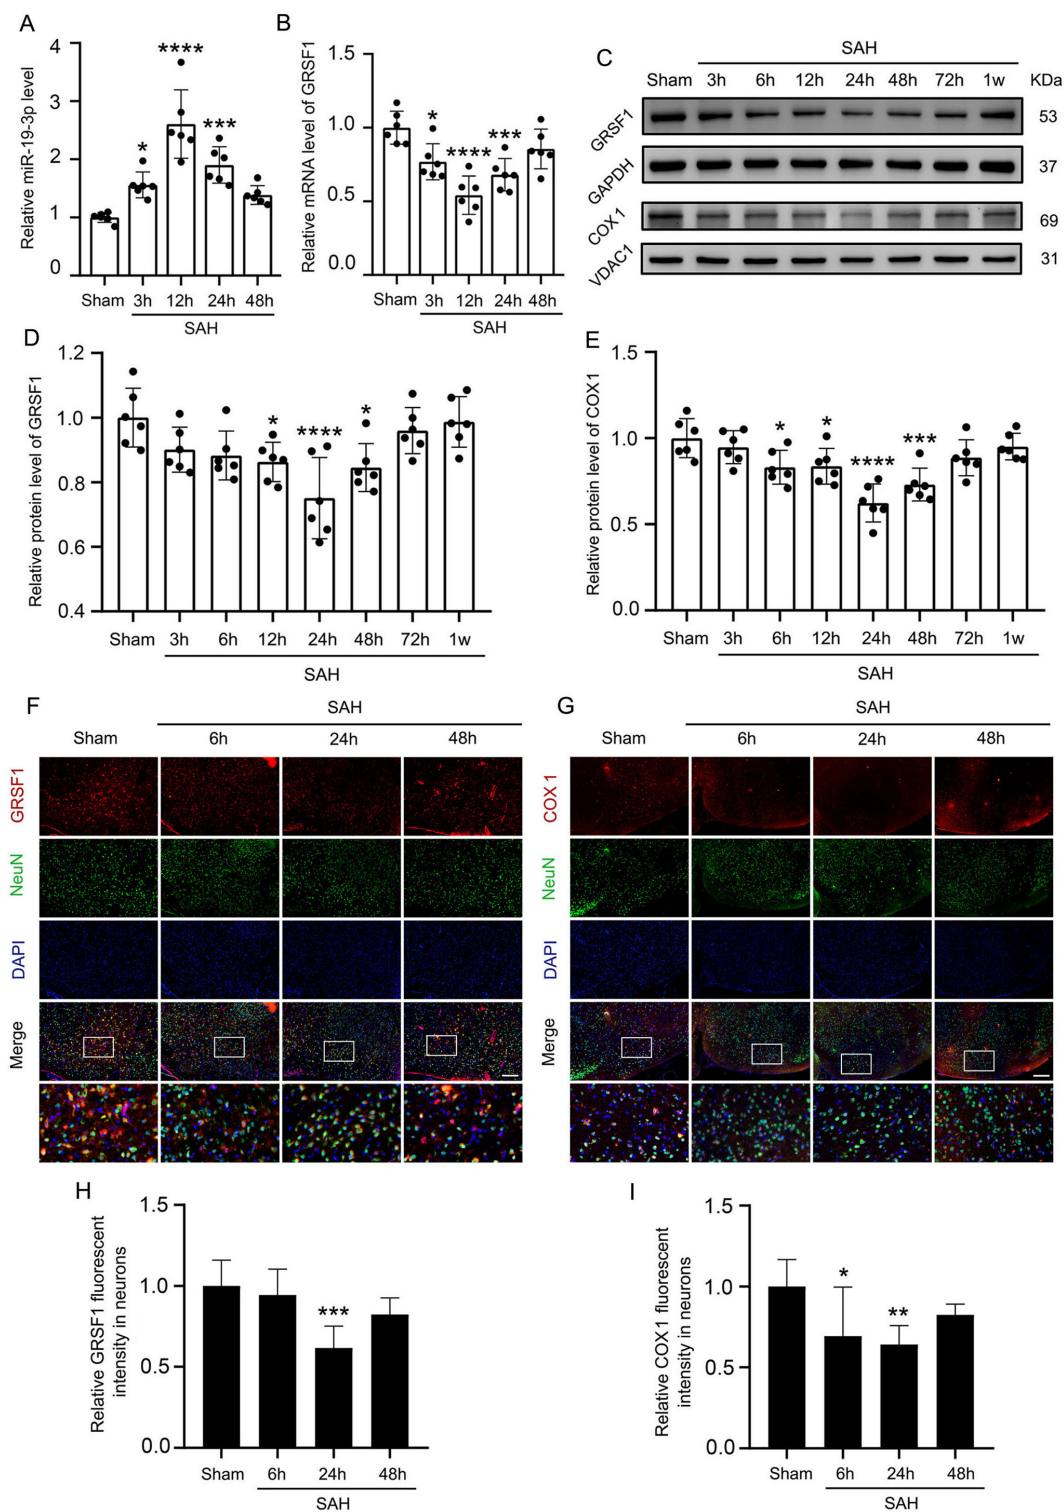 A
Relative miR-19-3p level
4
3
2
1
0
*
****
***
Sham 3h 12h 24h 48h
SAH
B
Relative mRNA level of GRSF1
1.5
1.0
0.5
0.0
*
****
***
Sham 3h 12h 24h 48h
SAH
C
SAH
Sham 3h 6h 12h 24h 48h 72h 1w KDa
GRSF1 53
GAPDH 37
COX 1 69
VDAC1 31
D
Relative protein level of GRSF1
1.2
1.0
0.8
0.6
0.4
*
****
*
Sham 3h 6h 12h 24h 48h 72h 1w
SAH
E
Relative protein level of COX1
1.5
1.0
0.5
0.0
*
*
****
***
Sham 3h 6h 12h 24h 48h 72h 1w
SAH
F
SAH
Sham 6h 24h 48h
GRSF1
NeuN
DAPI
Merge
G
SAH
Sham 6h 24h 48h
COX 1
NeuN
DAPI
Merge
H
Relative GRSF1 fluorescent
intensity in neurons
1.5
1.0
0.5
0.0
***
Sham 6h 24h 48h
SAH
I
Relative COX 1 fluorescent
intensity in neurons
1.5
1.0
0.5
0.0
*
**
Sham 6h 24h 48h
SAH